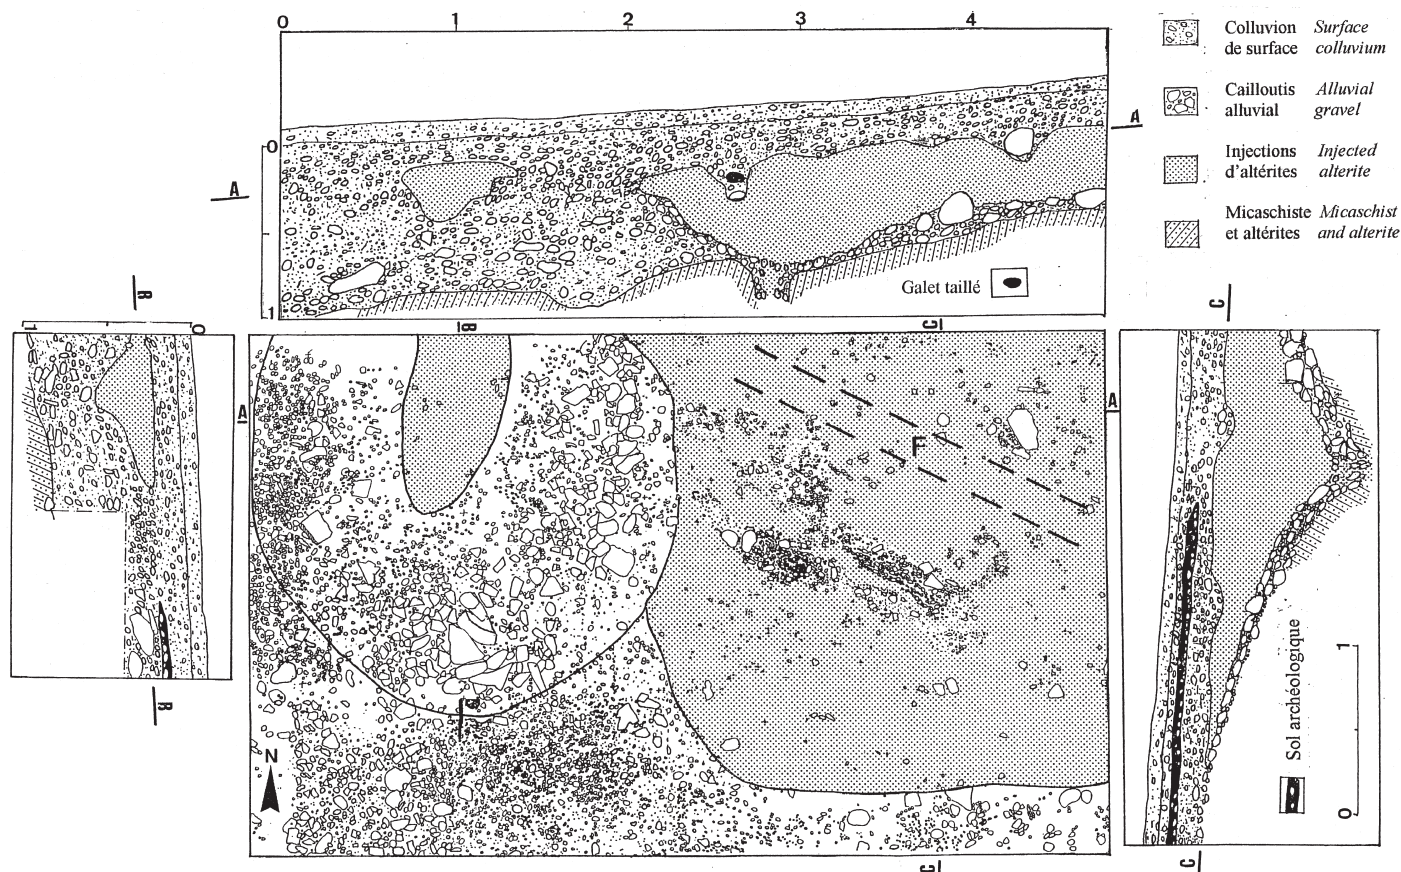 0 1 2 3 4
Colluvion Surface
de surface colluvium
Cailloutis Alluvial
alluvial gravel
Injections Injected
d'altérites alterite
Micaschiste Micaschist
et altérites and alterite
0
1
A
A
Galet taillé
B
1 0
B
A
B
C
A
F
B
N
C
C
C
Sol archéologique
1
0